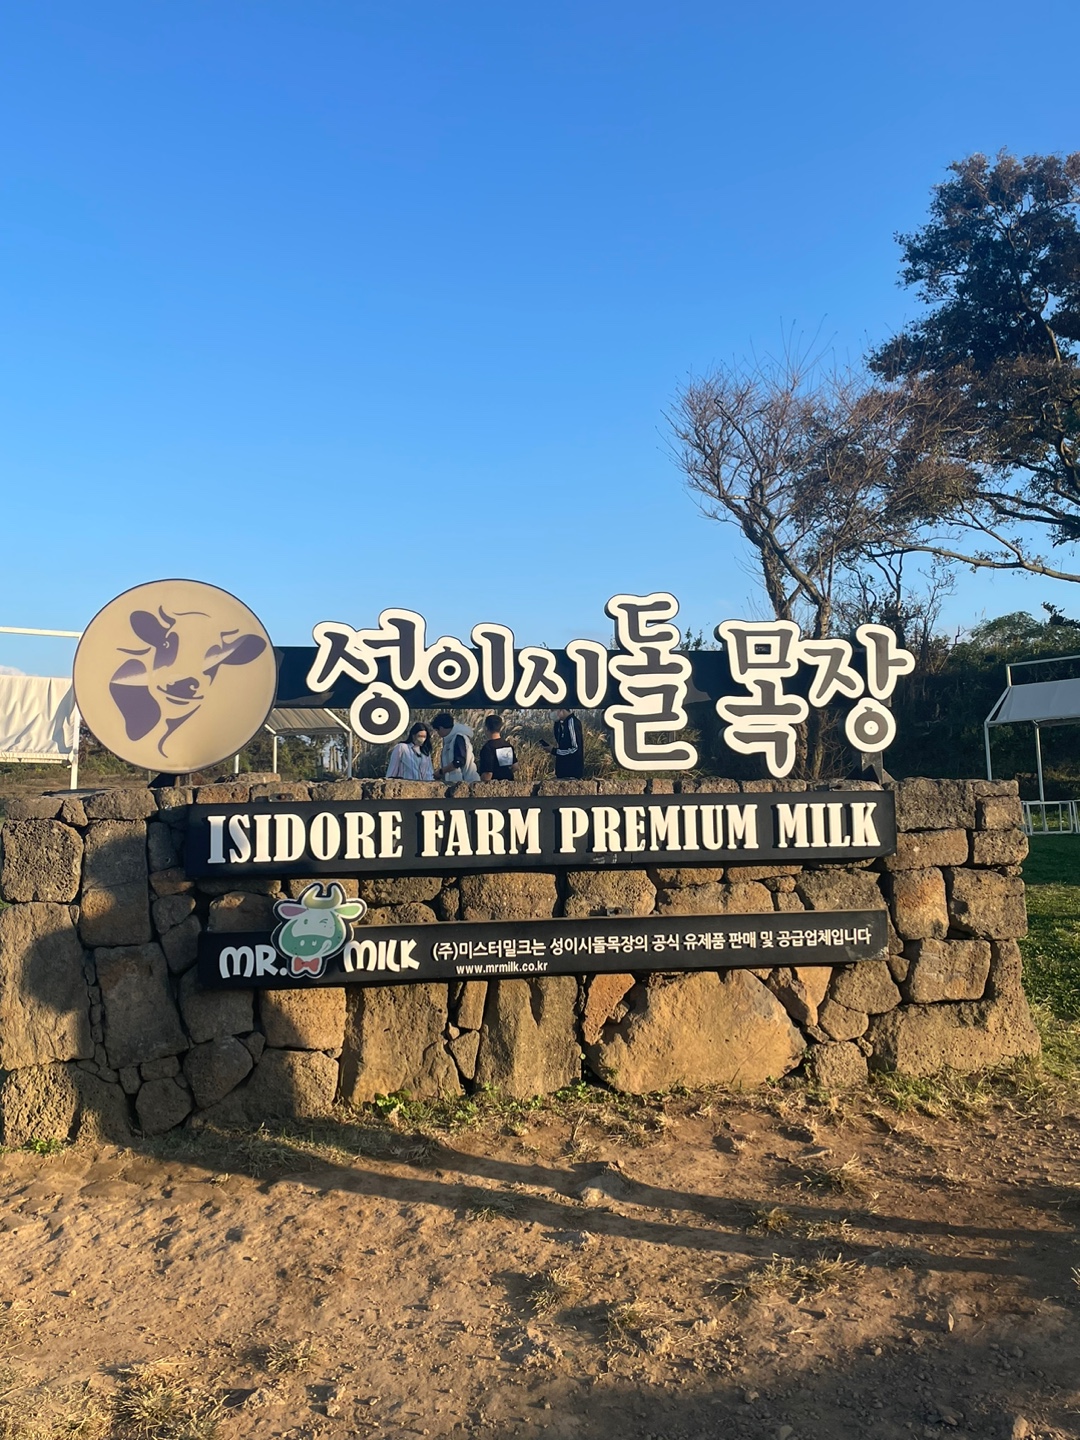 성이시돌 목장
ISIDORE FARM PREMIUM MILK
MR. MILK (주)미스터밀크는 성이시돌목장의 공식 유제품 판매 및 공급업체입니다
www.mrmilk.co.kr